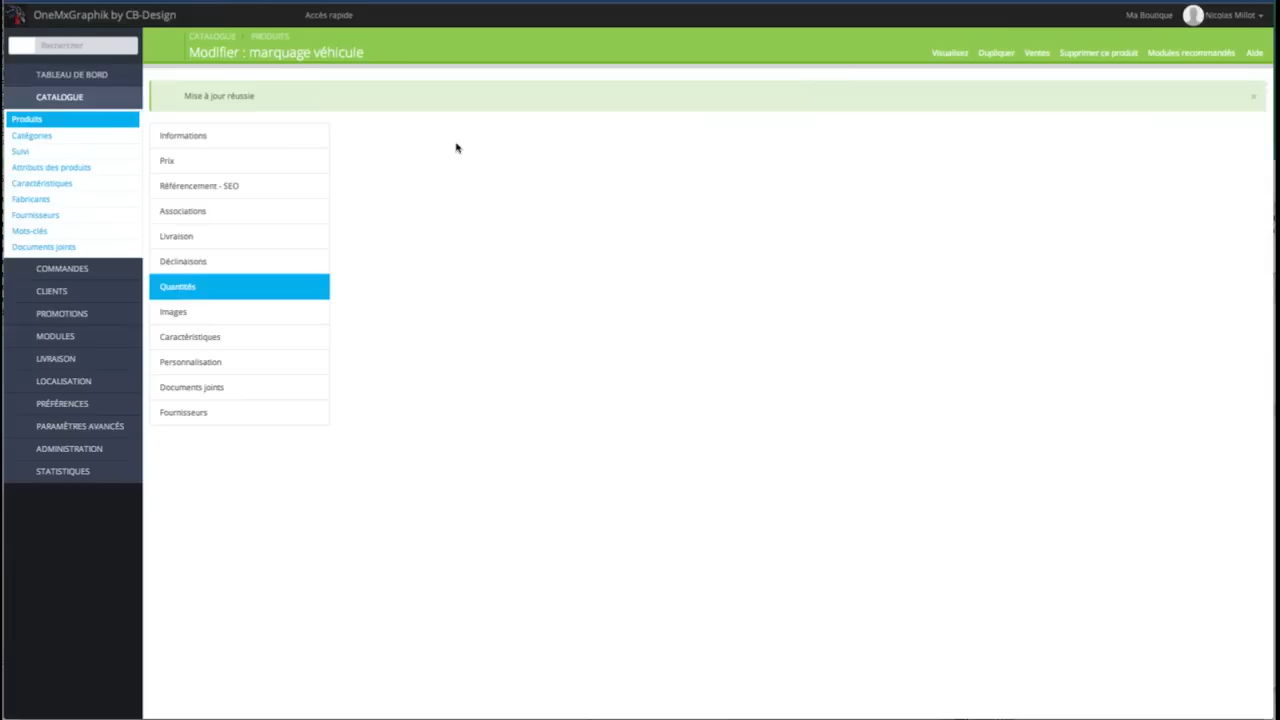 OneMxGraphik by CB-Design
Accès rapide
Ma Boutique
Nicolas Millot
Rechercher
CATALOGUE
PRODUITS
Modifier : marquage véhicule
Visualisez
Dupliquer
Ventes
Supprimer ce produit
Modules recommandés
Aide
TABLEAU DE BORD
CATALOGUE
Produits
Catégories
Suivi
Attributs des produits
Caractéristiques
Fabricants
Fournisseurs
Mots-clés
Documents joints
COMMANDES
CLIENTS
PROMOTIONS
MODULES
LIVRAISON
LOCALISATION
PRÉFÉRENCES
PARAMÈTRES AVANCÉS
ADMINISTRATION
STATISTIQUES
Mise à jour réussie
×
Informations
Prix
Référencement - SEO
Associations
Livraison
Déclinaisons
Quantités
Images
Caractéristiques
Personnalisation
Documents joints
Fournisseurs